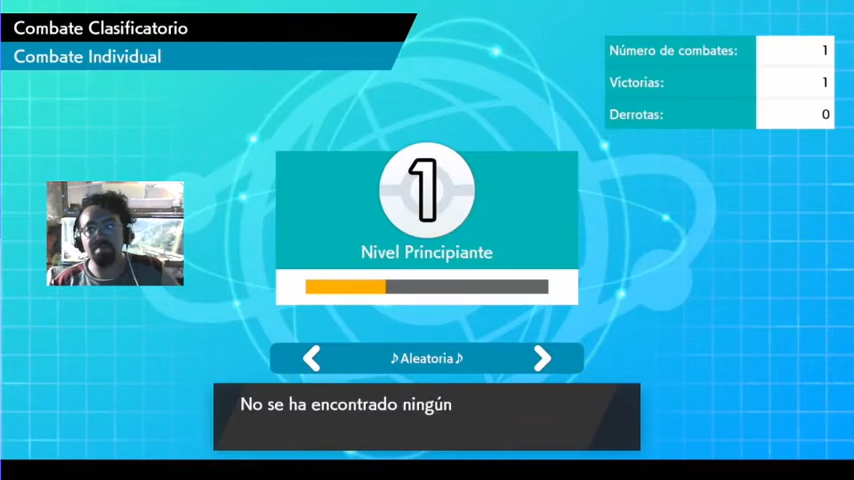 Combate Clasificatorio
Combate Individual
Número de combates: 1
Victorias: 1
Derrotas: 0
1
Nivel Principiante
♪Aleatoria♪
No se ha encontrado ningún